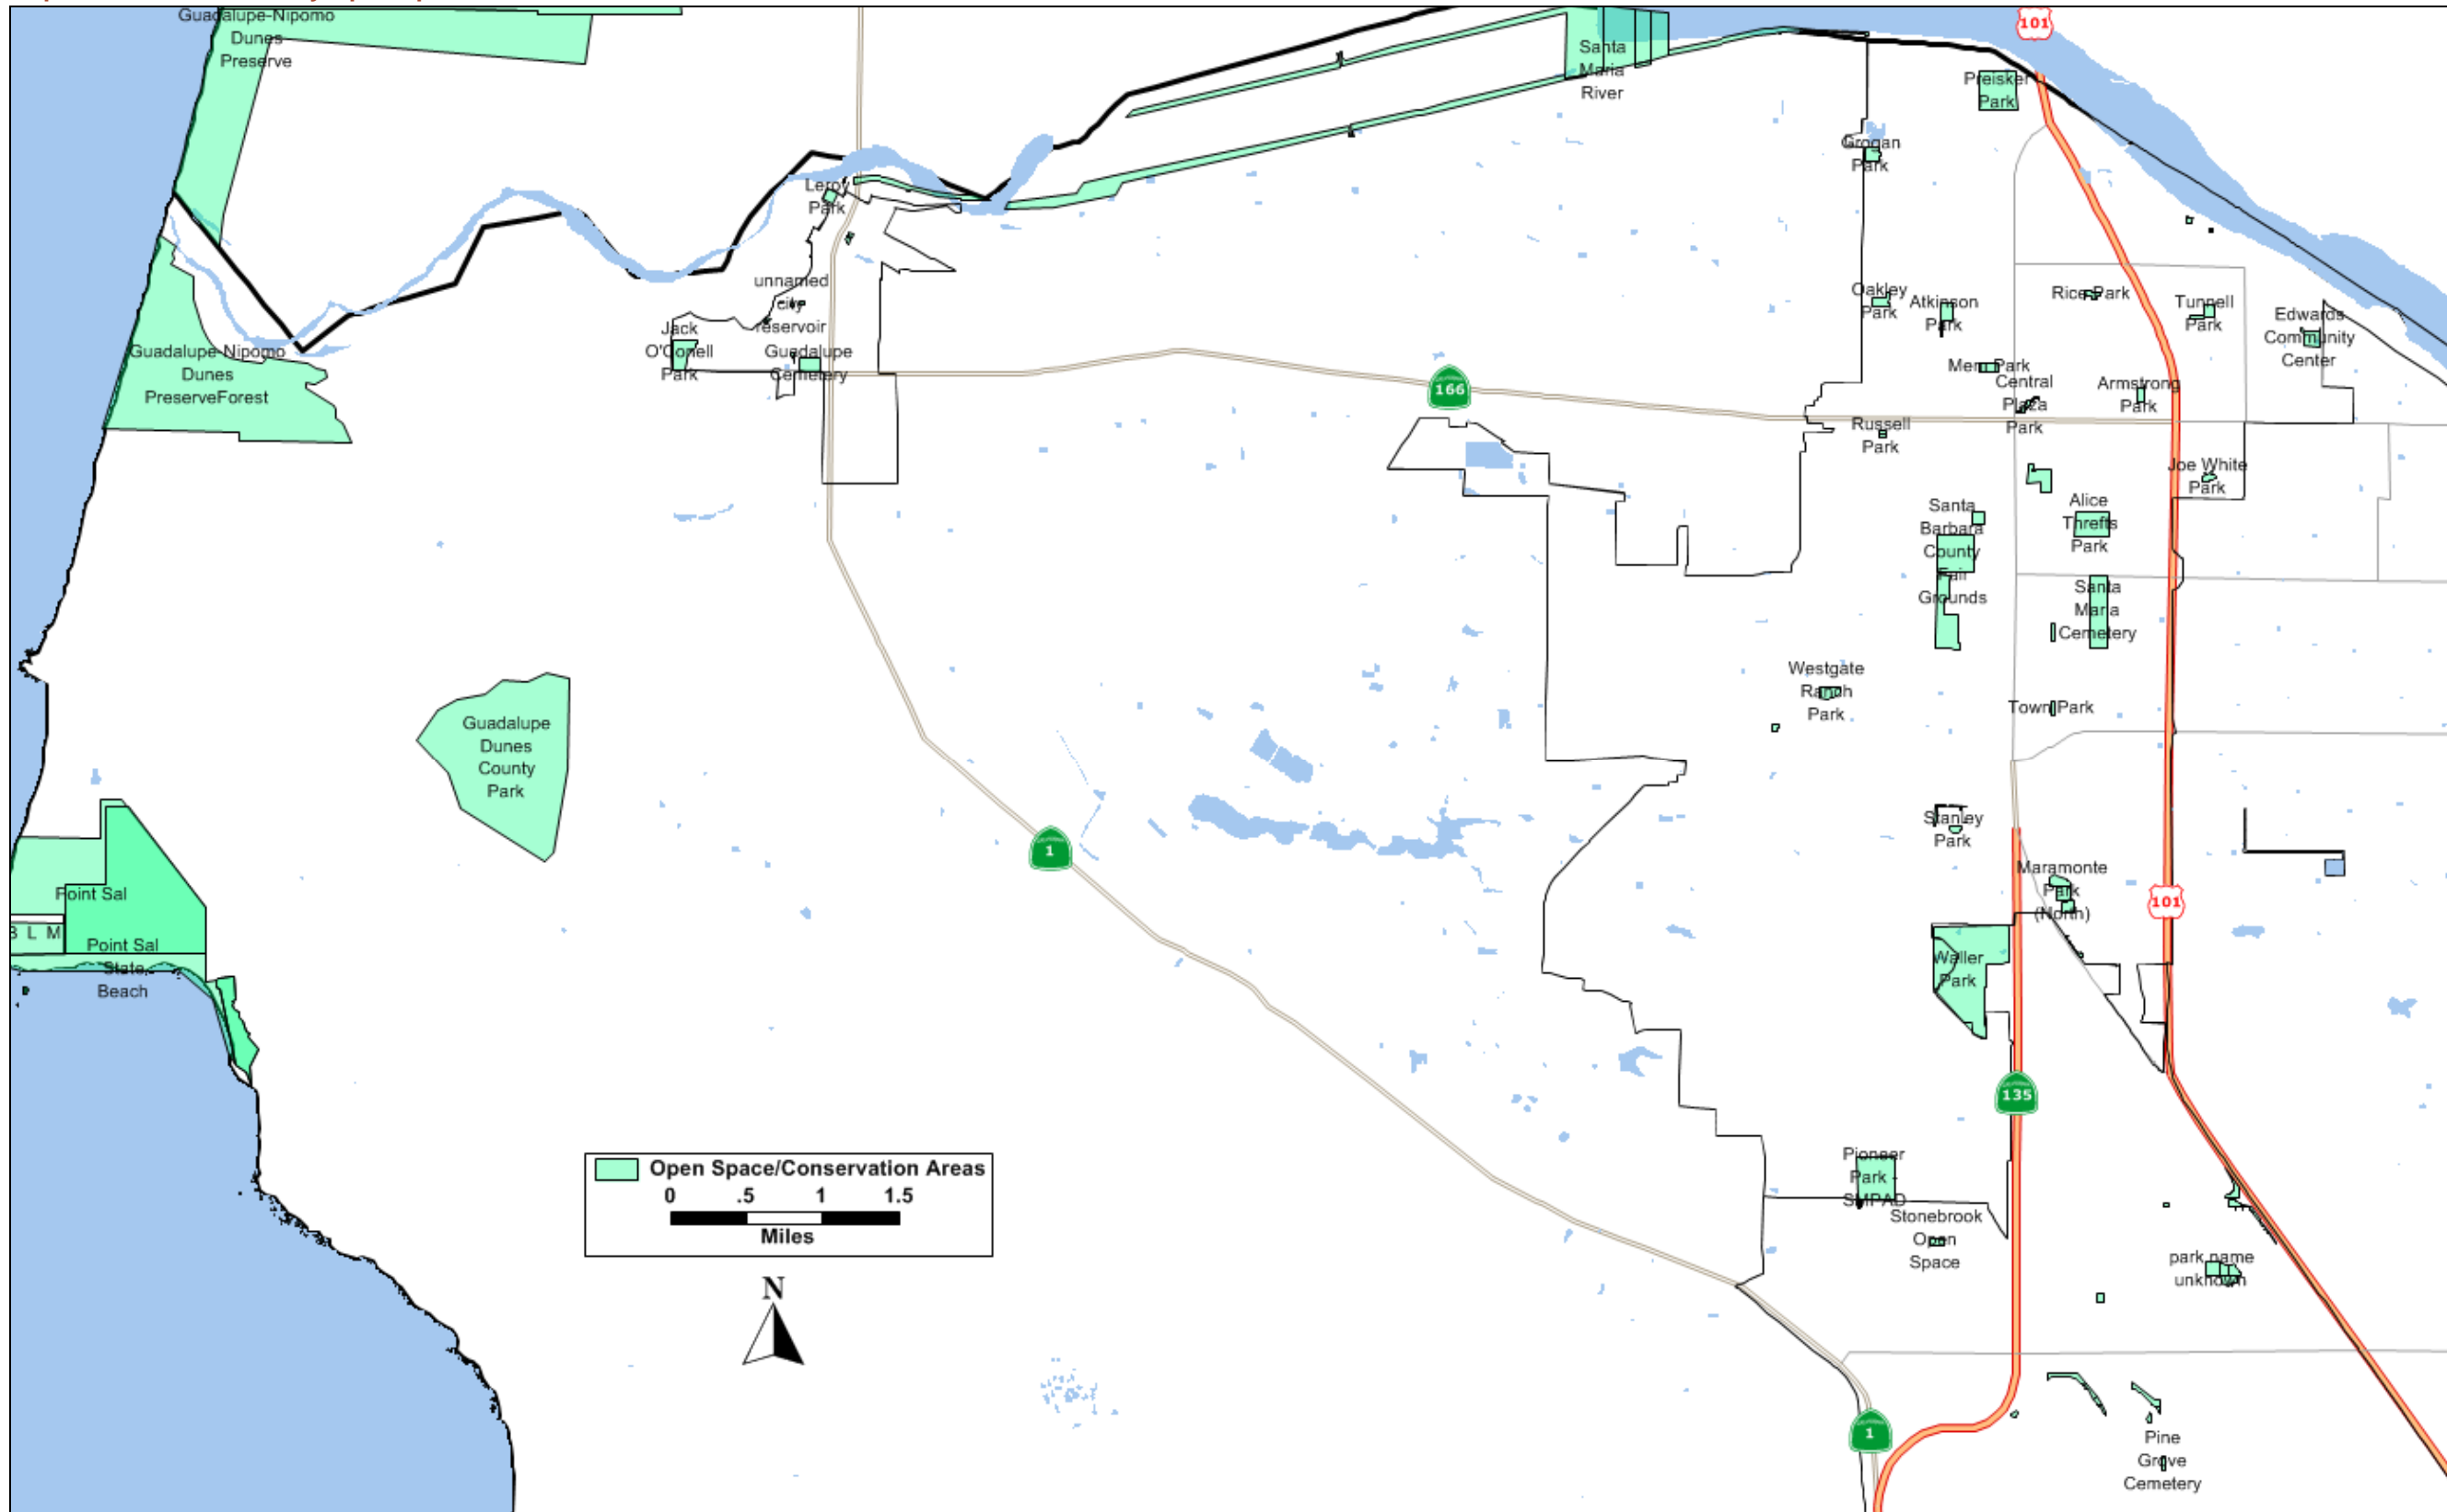 Guadalupe-Nipomo
Dunes
Preserve
101
Santa
Maria
River
Preisker
Park
Grogan
Park
Leroy
Park
unnamed
city
reservoir
Jack
O'Conell
Park
Guadalupe
Cemetery
Guadalupe-Nipomo
Dunes
PreserveForest
Oakley
Park
Atkinson
Park
Rice Park
Tunnell
Park
Edwards
Community
Center
166
Central
Plaza
Park
Armstrong
Park
Russell
Park
Joe White
Park
Santa
Barbara
County
Fair
Grounds
Alice
Threfts
Park
Santa
Maria
Cemetery
Westgate
Ranch
Park
Town Park
Guadalupe
Dunes
County
Park
1
Stanley
Park
Maramonte
Park
(North)
101
Point Sal
B L M
Point Sal
State
Beach
Waller
Park
135
Open Space/Conservation Areas
0 .5 1 1.5
Miles
N
Pioneer
Park -
SMPAD
Stonebrook
Open
Space
park name
unknown
1
Pine
Grove
Cemetery